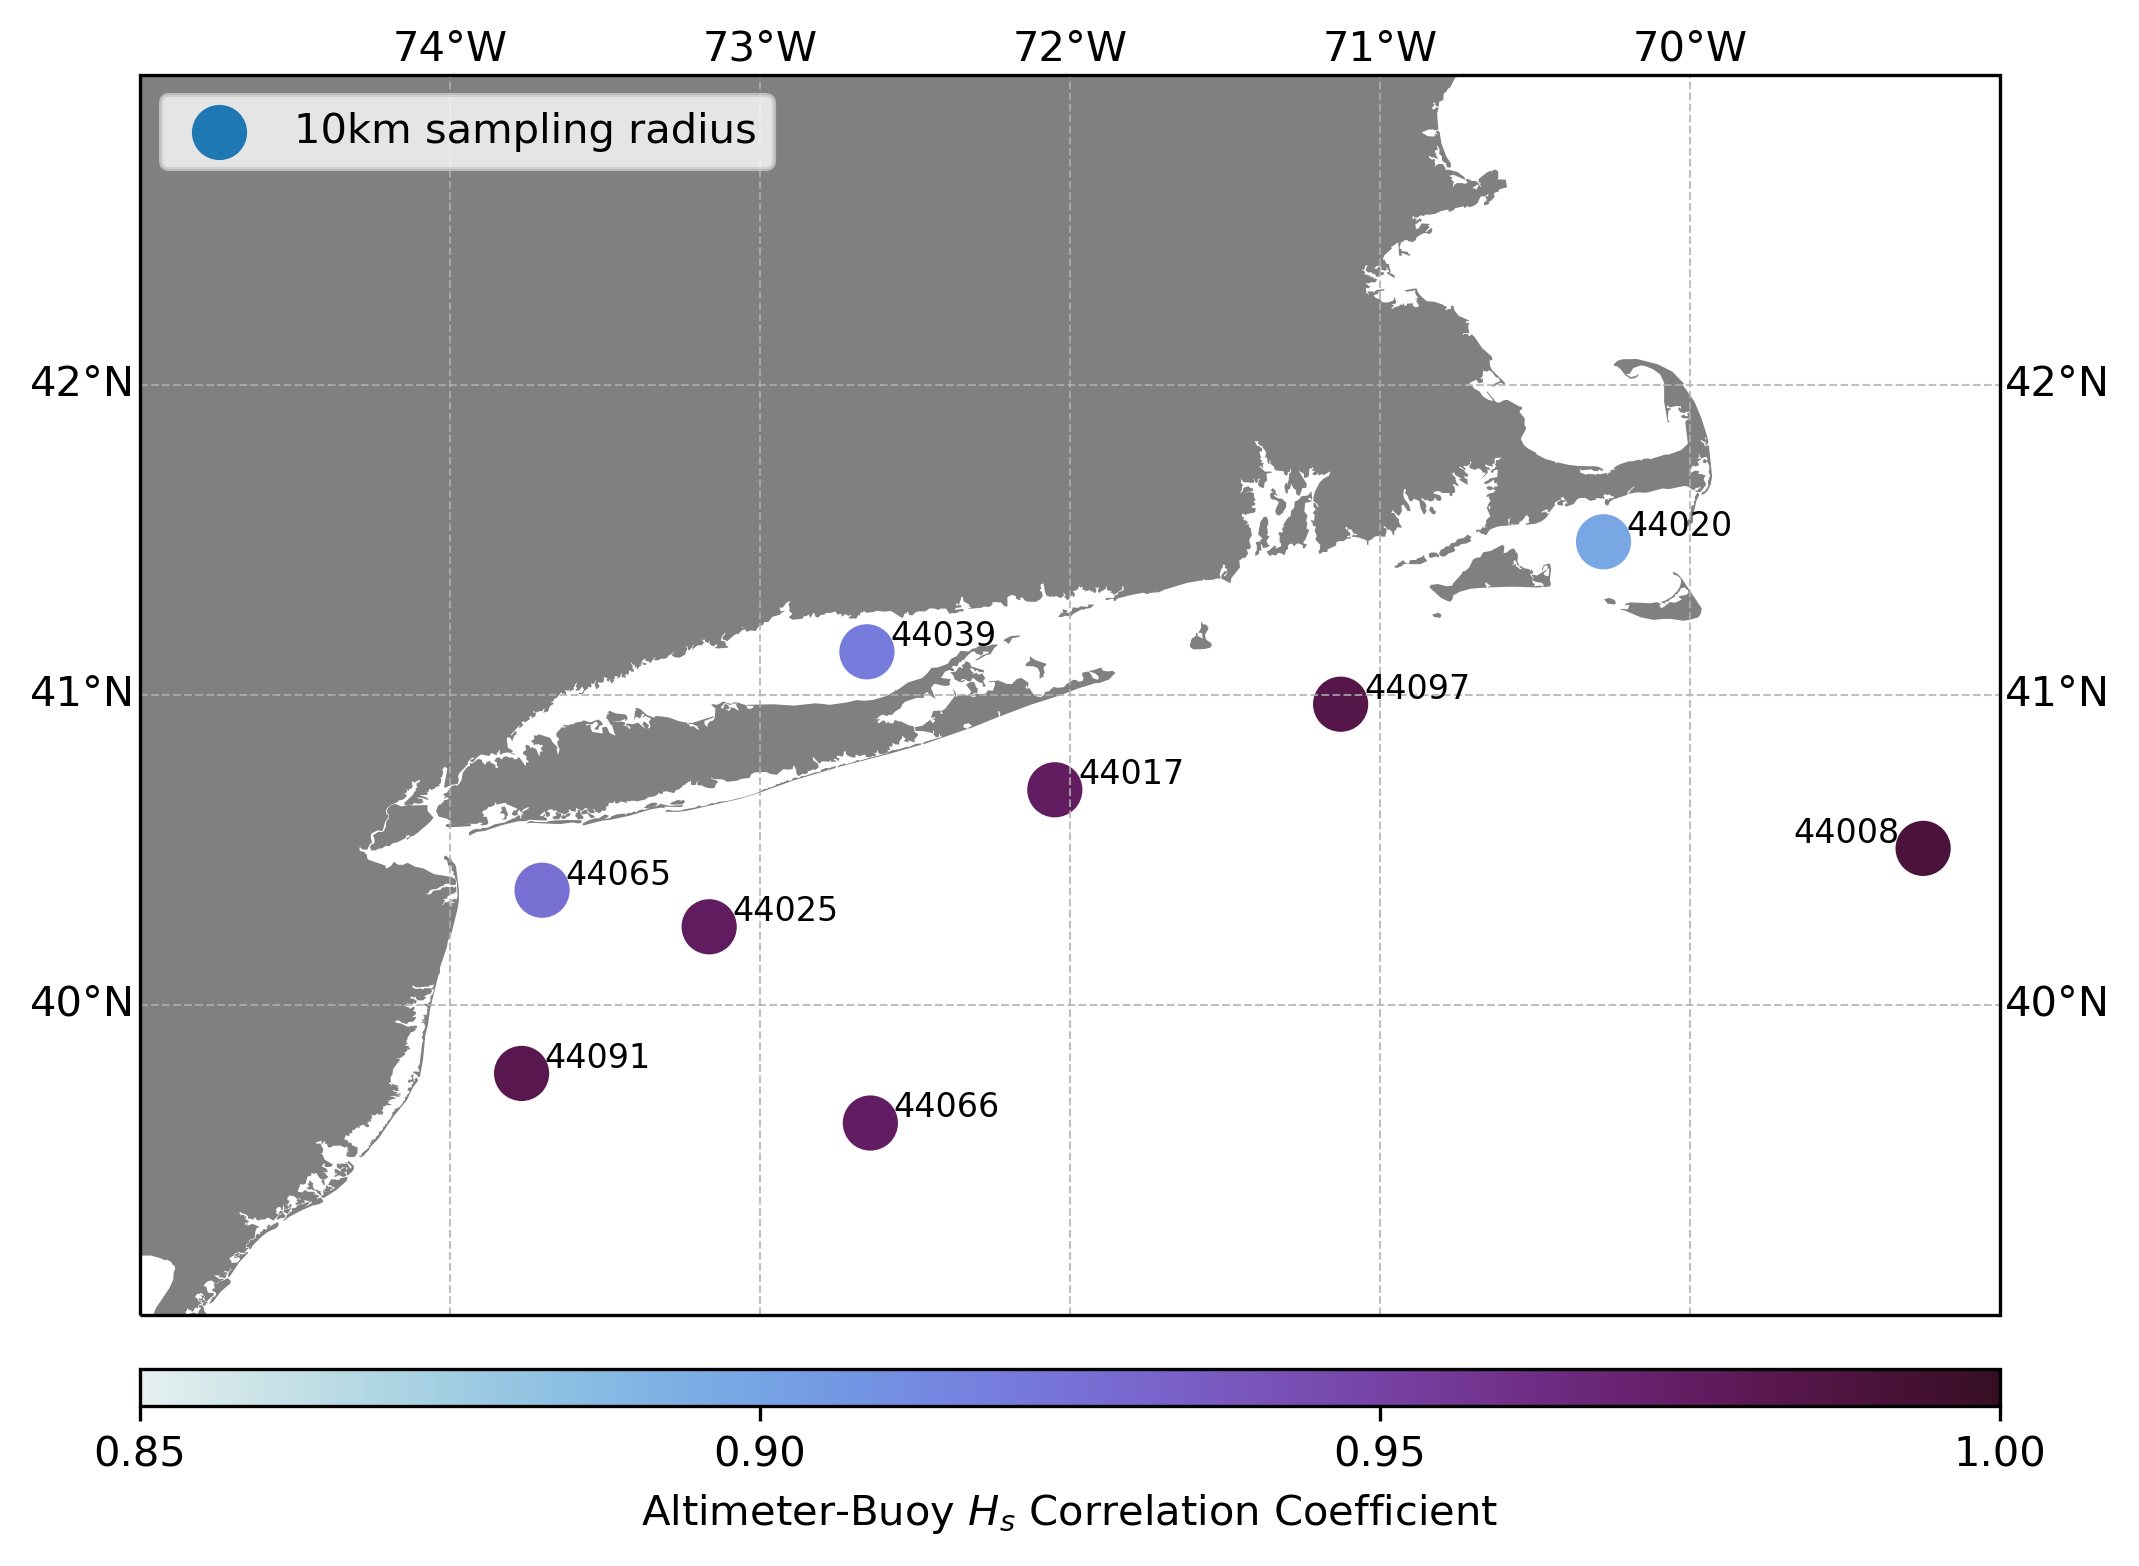 74°W 73°W 72°W 71°W 70°W
10km sampling radius
42°N 42°N
44020
44039
41°N 44097 41°N
44017
44008
44065
44025
40°N 40°N
44091
44066
0.85 0.90 0.95 1.00
Altimeter-Buoy Hs Correlation Coefficient